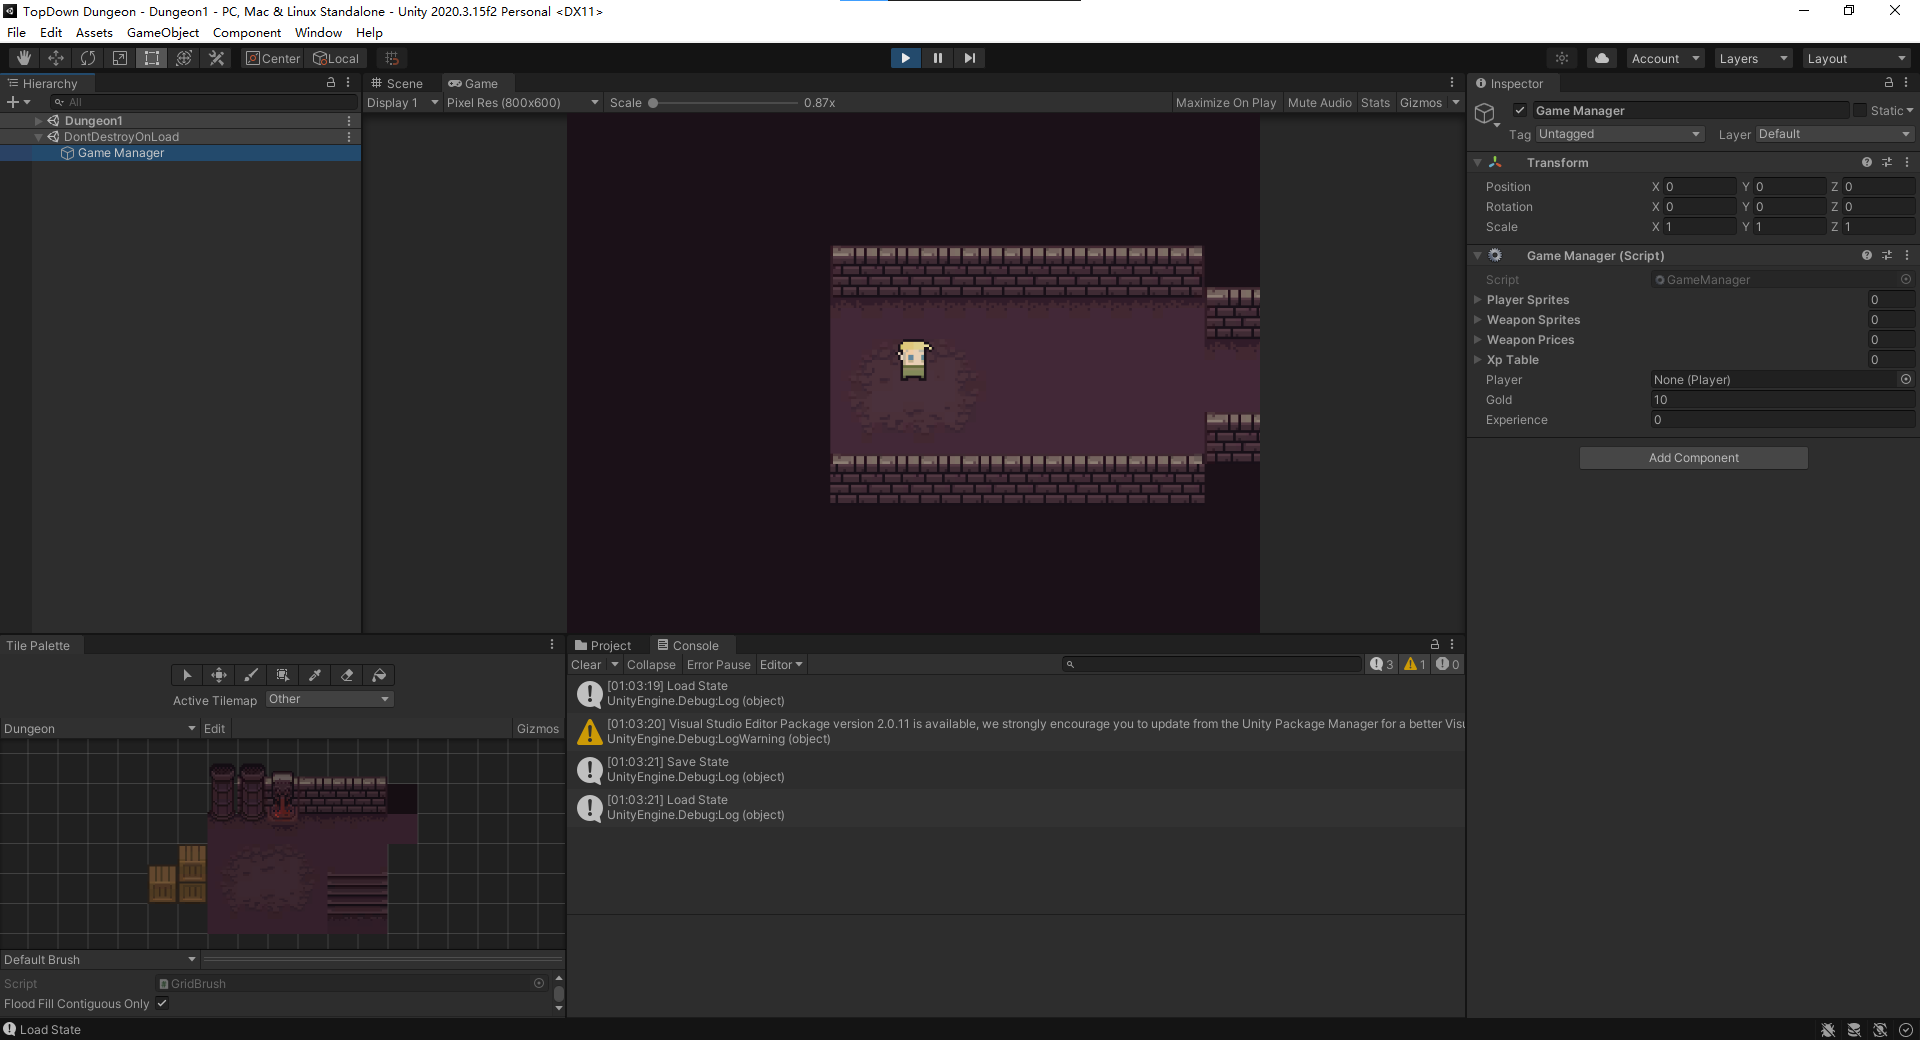 TopDown Dungeon - Dungeon1 - PC, Mac & Linux Standalone - Unity 2020.3.15f2 Personal <DX11>
File Edit Assets GameObject Component Window Help
Center Local Account Layers Layout
Hierarchy
All
Dungeon1
DontDestroyOnLoad
Game Manager
Scene Game
Display 1 Pixel Res (800x600) Scale 0.87x Maximize On Play Mute Audio Stats Gizmos
Inspector
Game Manager Static
Tag Untagged Layer Default
Transform
Position X 0 Y 0 Z 0
Rotation X 0 Y 0 Z 0
Scale X 1 Y 1 Z 1
Game Manager (Script)
Script GameManager
Player Sprites 0
Weapon Sprites 0
Weapon Prices 0
Xp Table 0
Player None (Player)
Gold 10
Experience 0
Add Component
Tile Palette
Active Tilemap Other
Dungeon Edit Gizmos
Default Brush
Script GridBrush
Flood Fill Contiguous Only
Project Console
Clear Collapse Error Pause Editor 3 1 0
[01:03:19] Load State
UnityEngine.Debug:Log (object)
[01:03:20] Visual Studio Editor Package version 2.0.11 is available, we strongly encourage you to update from the Unity Package Manager for a better Visu
UnityEngine.Debug:LogWarning (object)
[01:03:21] Save State
UnityEngine.Debug:Log (object)
[01:03:21] Load State
UnityEngine.Debug:Log (object)
Load State